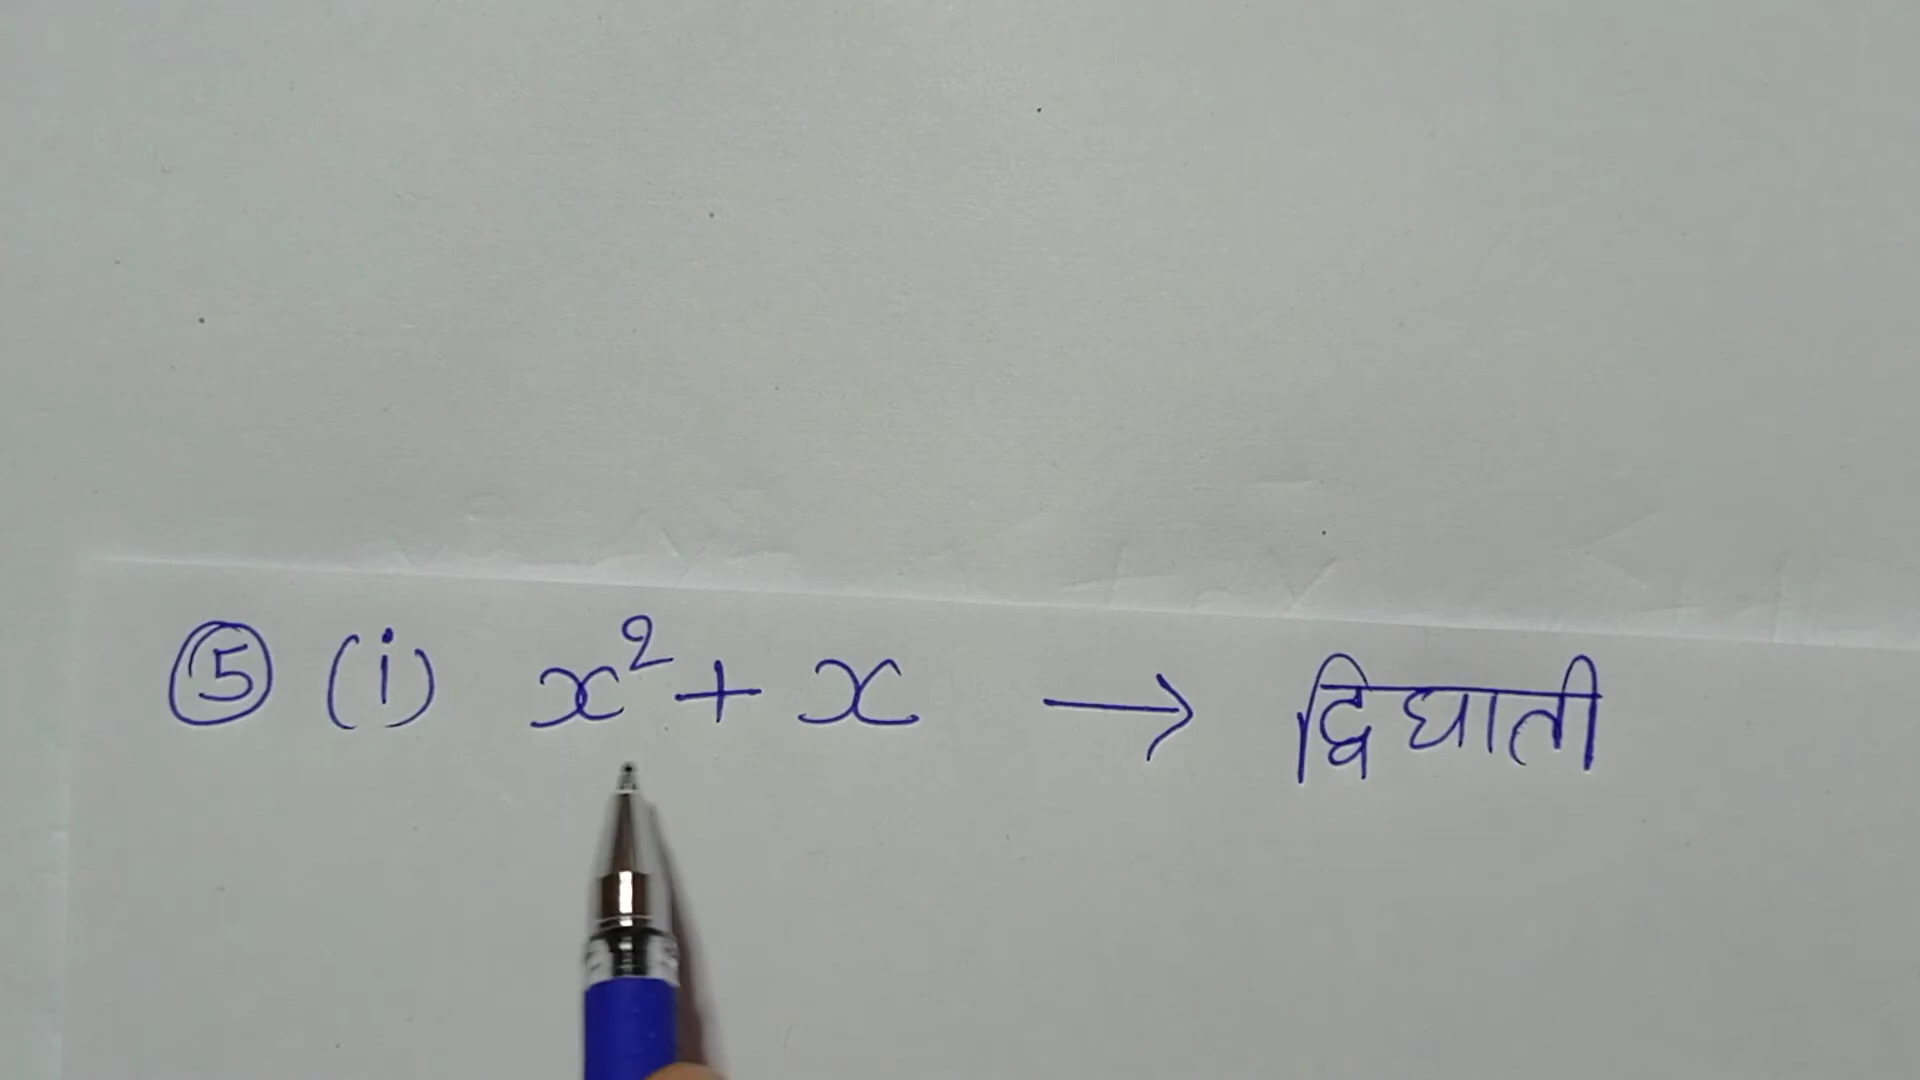 ⑤ (i) x² + x → द्विघाती